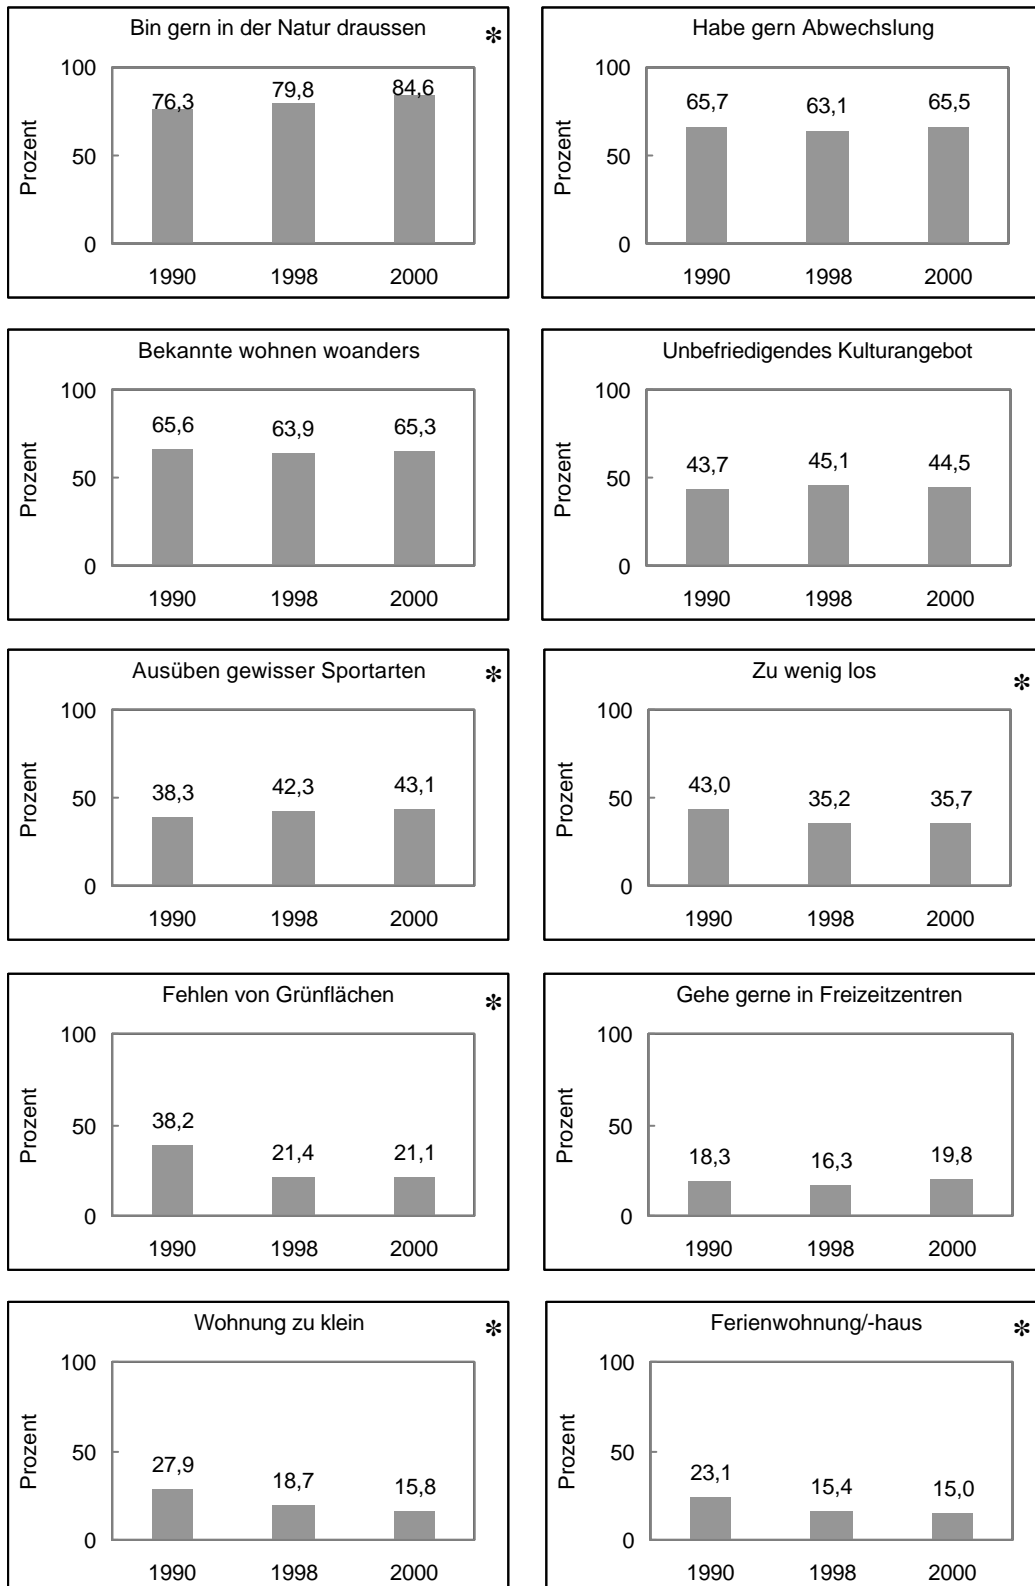 Bin gern in der Natur draussen *
100
76,3 79,8 84,6
50
0
Prozent
1990 1998 2000
Habe gern Abwechslung
100
65,7 63,1 65,5
50
0
Prozent
1990 1998 2000
Bekannte wohnen woanders
100
65,6 63,9 65,3
50
0
Prozent
1990 1998 2000
Unbefriedigendes Kulturangebot
100
43,7 45,1 44,5
50
0
Prozent
1990 1998 2000
Ausüben gewisser Sportarten *
100
38,3 42,3 43,1
50
0
Prozent
1990 1998 2000
Zu wenig los *
100
43,0 35,2 35,7
50
0
Prozent
1990 1998 2000
Fehlen von Grünflächen *
100
38,2 21,4 21,1
50
0
Prozent
1990 1998 2000
Gehe gerne in Freizeitzentren
100
18,3 16,3 19,8
50
0
Prozent
1990 1998 2000
Wohnung zu klein *
100
50
27,9 18,7 15,8
0
Prozent
1990 1998 2000
Ferienwohnung/-haus *
100
50
23,1 15,4 15,0
0
Prozent
1990 1998 2000